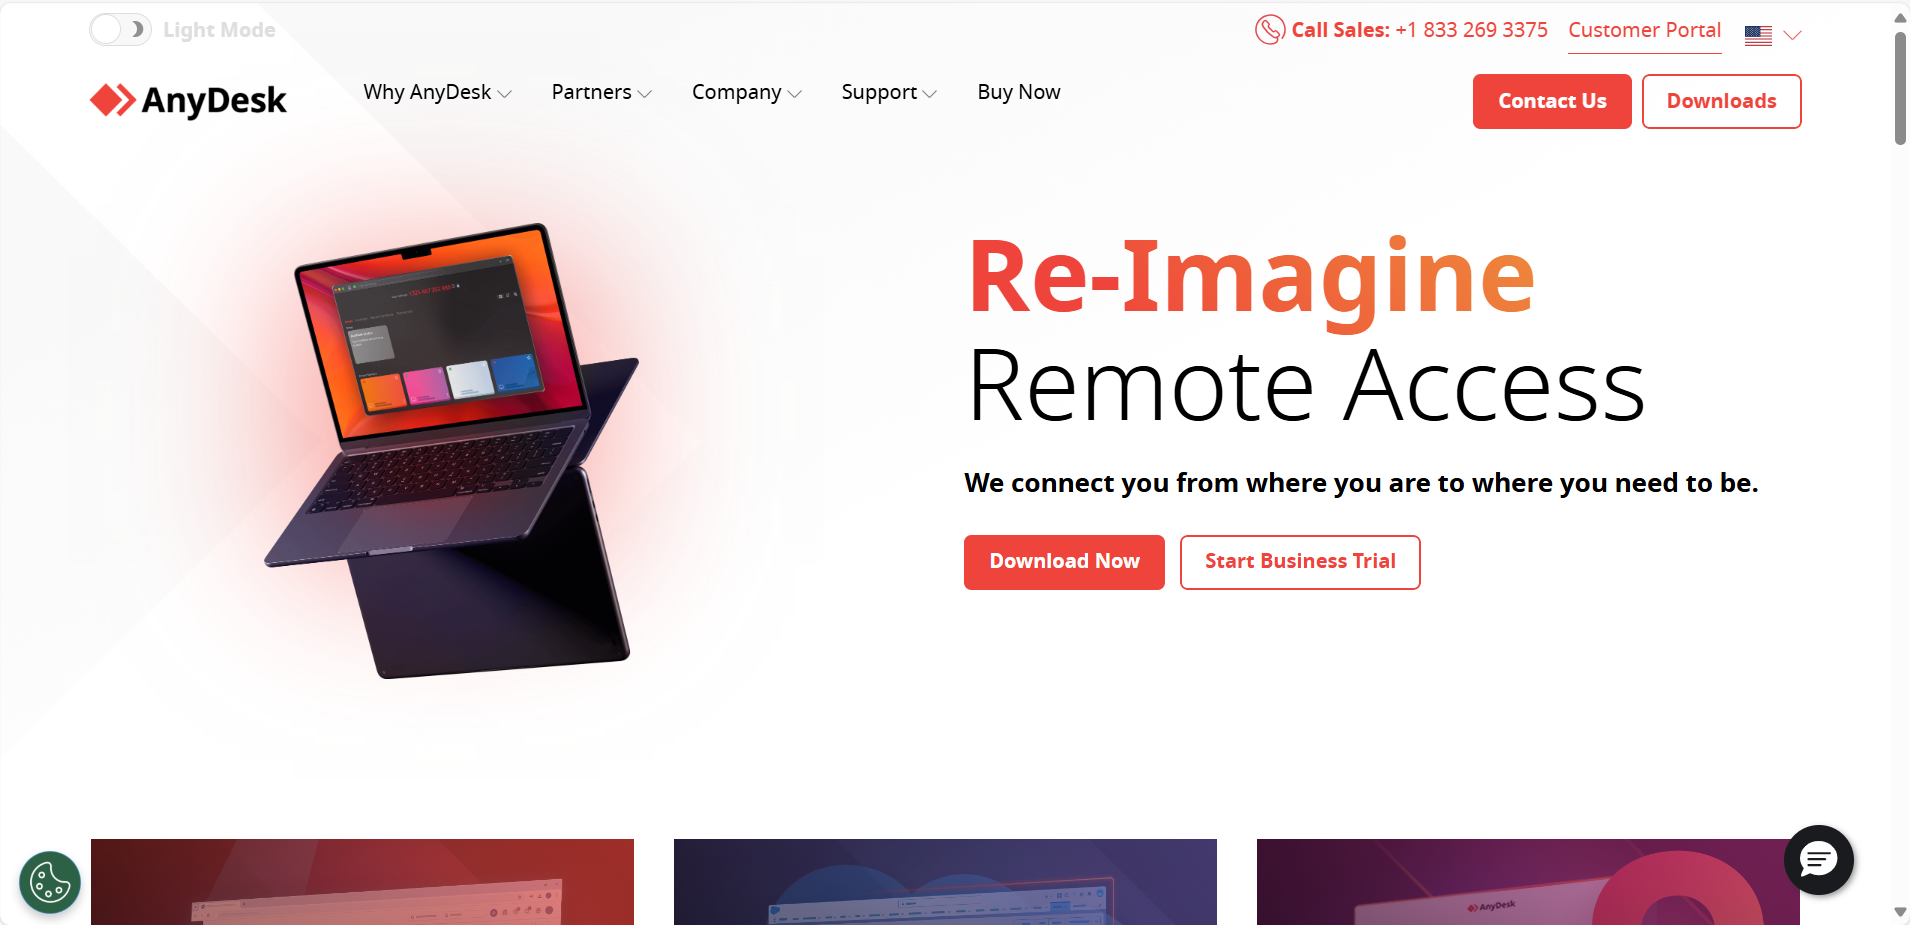 Light Mode
Call Sales: +1 833 269 3375
Customer Portal
AnyDesk
Why AnyDesk
Partners
Company
Support
Buy Now
Contact Us
Downloads
Re-Imagine
Remote Access
We connect you from where you are to where you need to be.
Download Now
Start Business Trial
AnyDesk